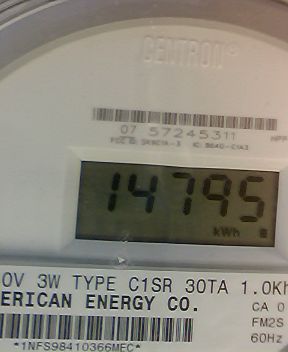 CENTRON®
07 57245311
14795
kWh
0V 3W TYPE C1SR 30TA 1.0Kh
ERICAN ENERGY CO.
CA 0
FM2S
60Hz
*1NFS98410366MEC*